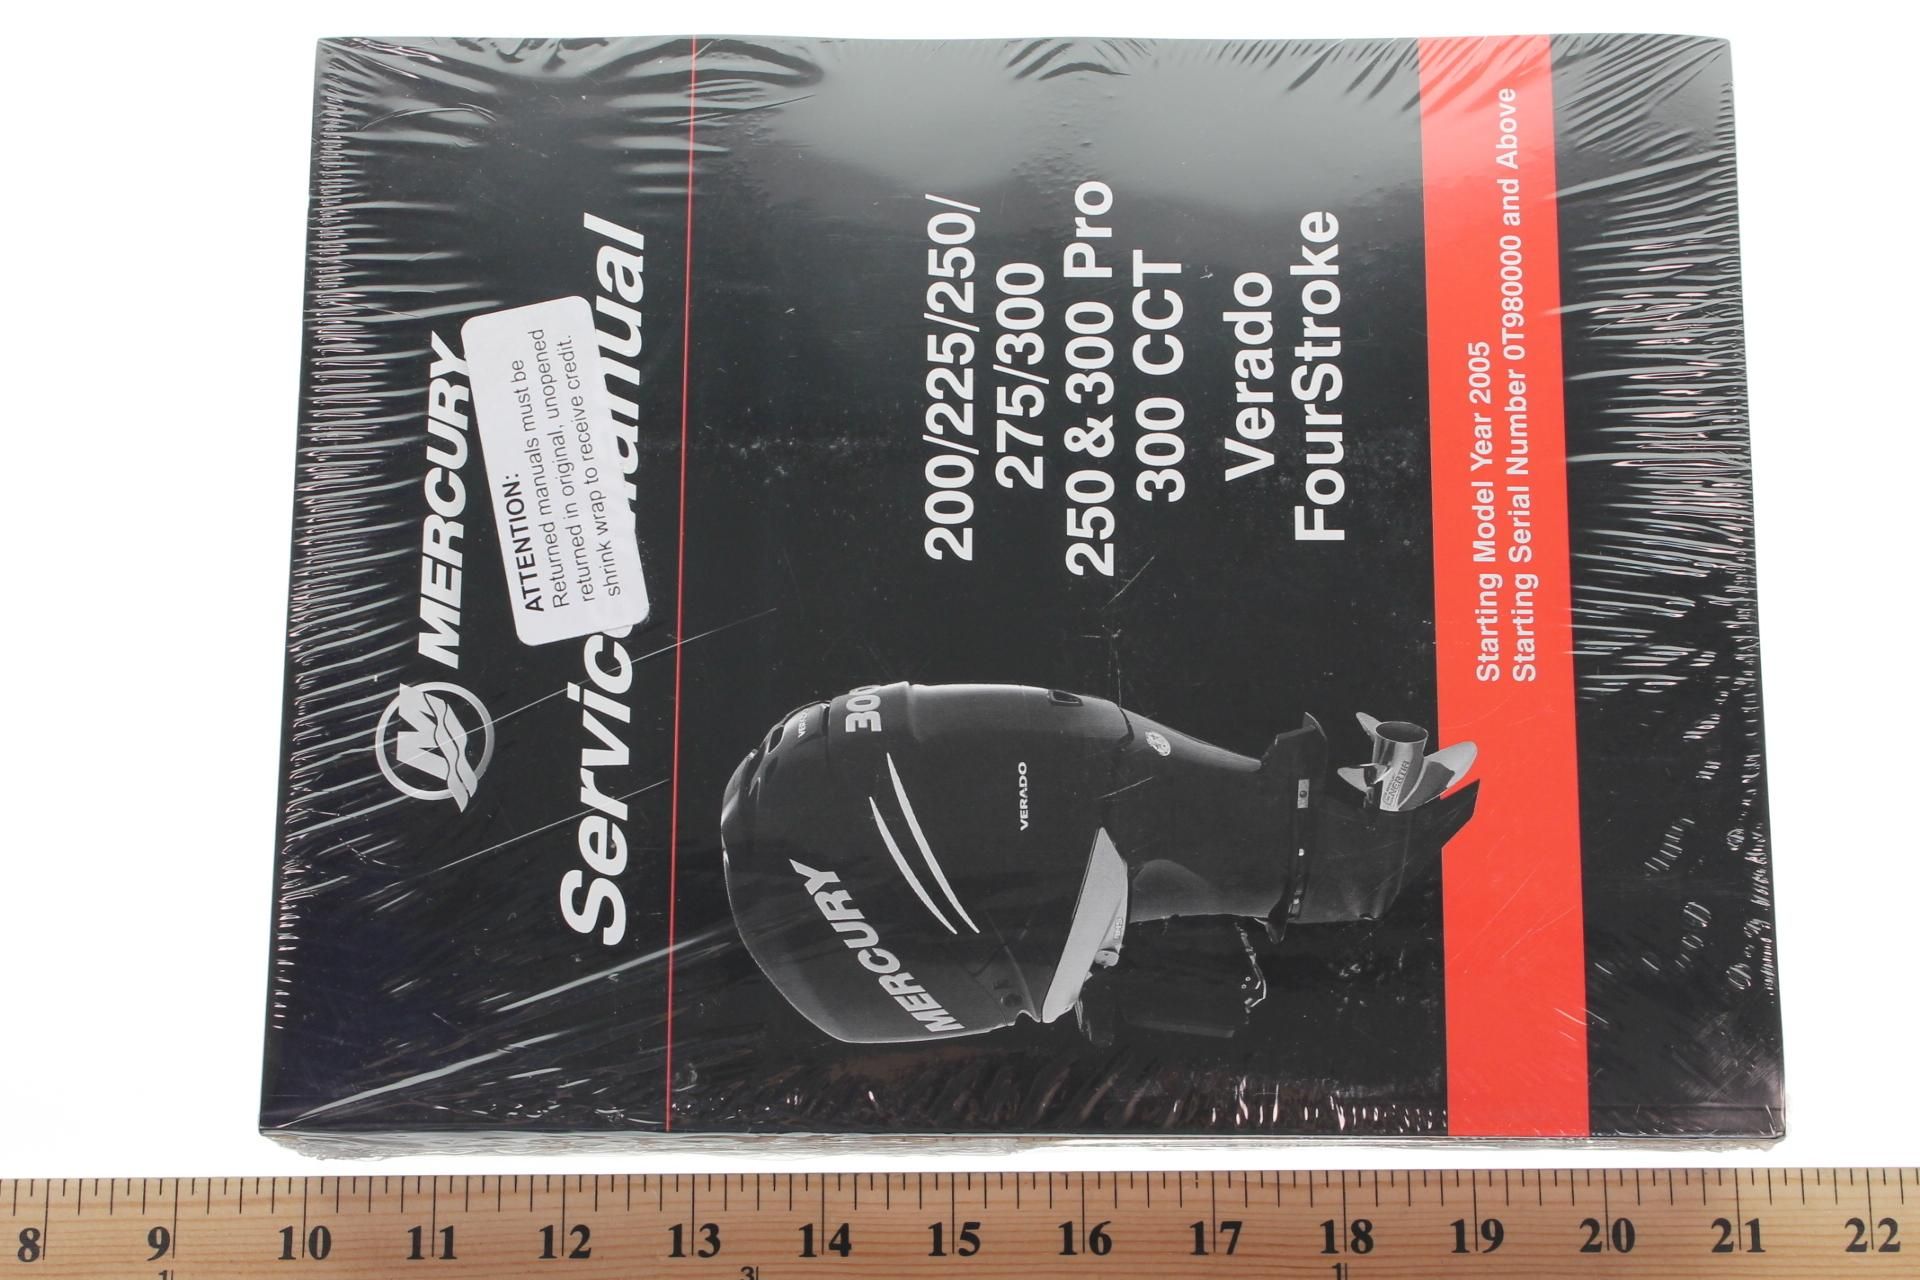 MERCURY
Service Manual
ATTENTION:
Returned manuals must be
returned in original, unopened
shrink wrap to receive credit.
200/225/250/
275/300
250 & 300 Pro
300 CCT
Verado
FourStroke
Starting Model Year 2005
Starting Serial Number 0T980000 and Above
300
VERADO
MERCURY
8 9 10 11 12 13 14 15 16 17 18 19 20 21 22